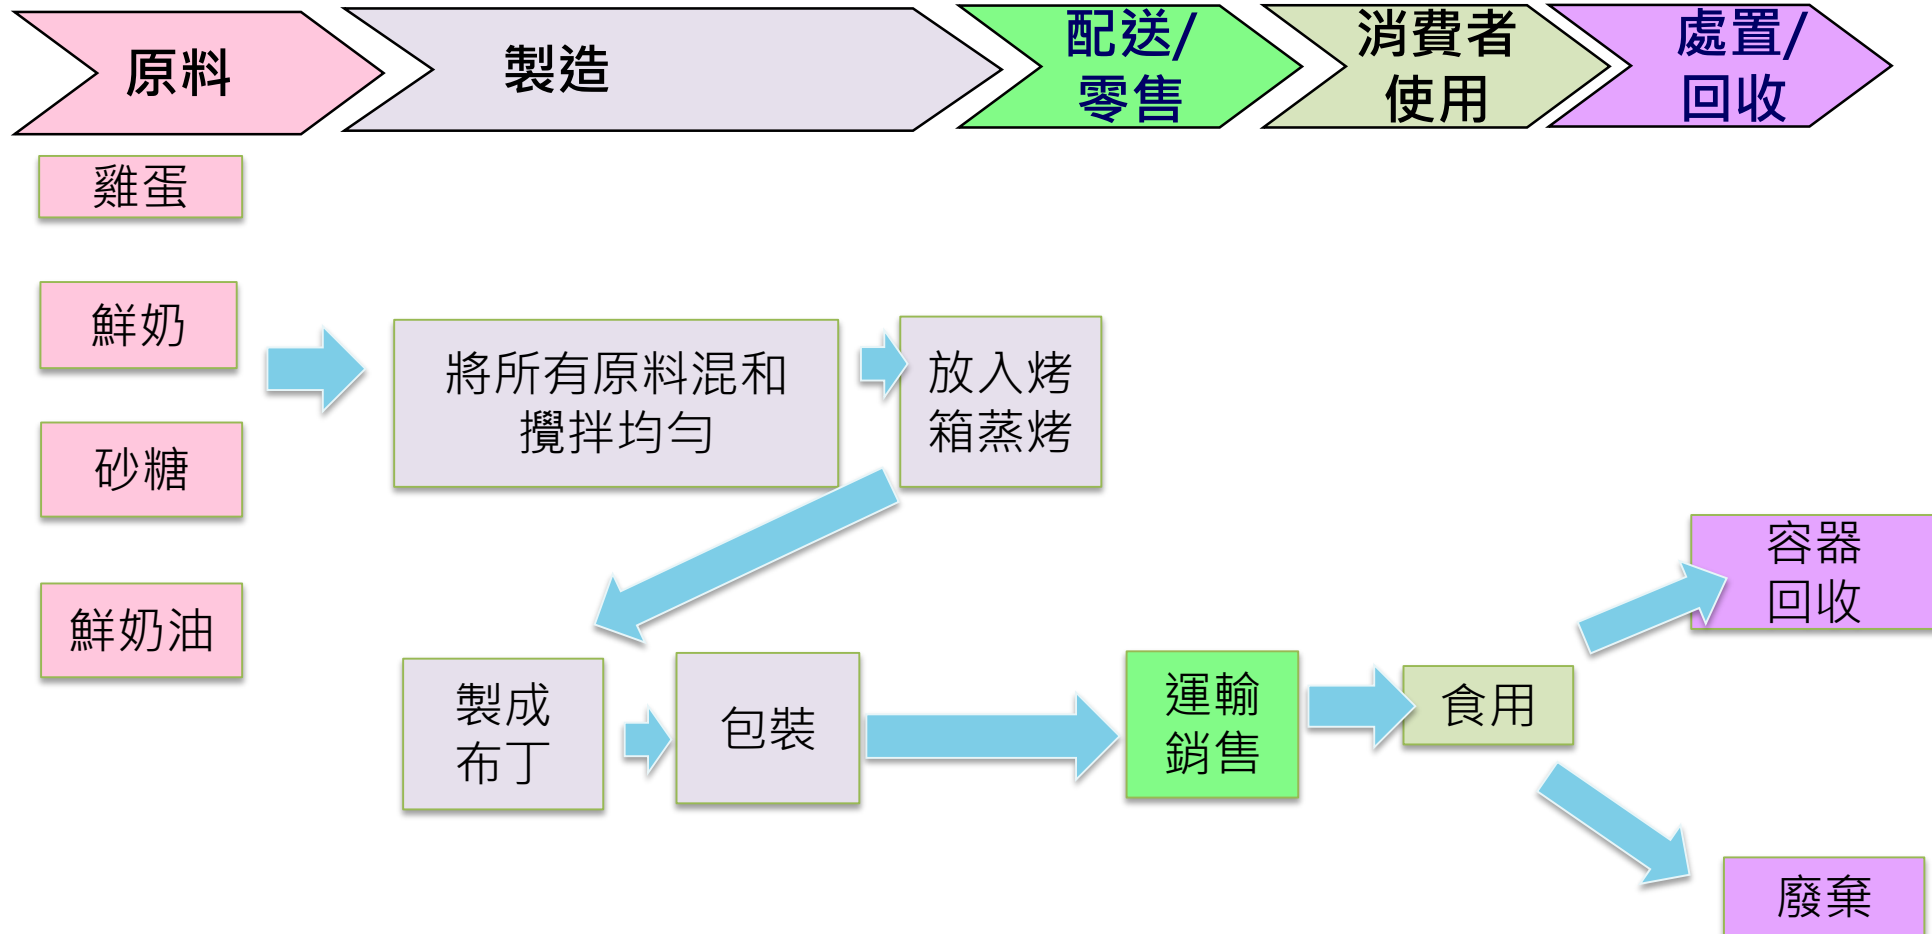 原料
製造
配送/
零售
消費者
使用
處置/
回收
雞蛋
鮮奶
砂糖
鮮奶油
將所有原料混和
攪拌均勻
放入烤
箱蒸烤
製成
布丁
包裝
運輸
銷售
食用
容器
回收
廢棄